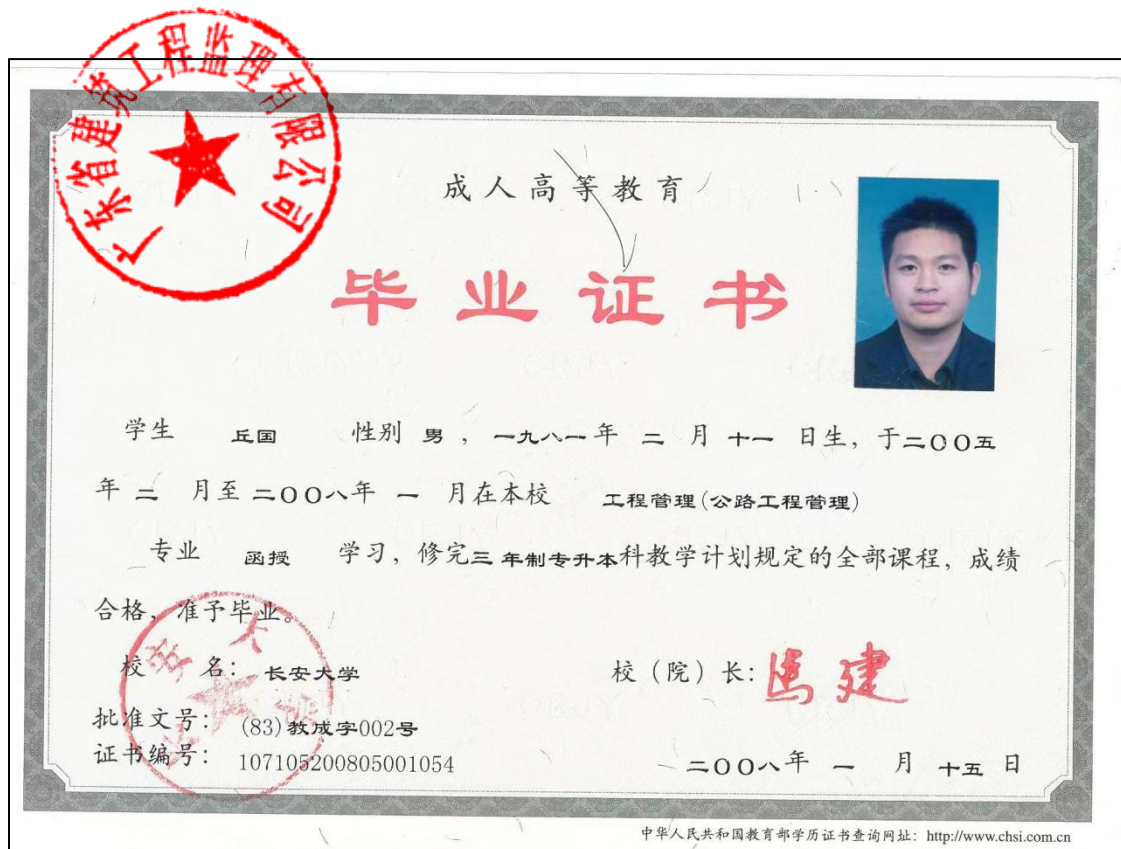 广东省建筑工程监理有限公司
成人高等教育
毕业证书
学生 丘国 性别 男 ，一九八一年 二 月 十一 日生，于二〇〇五
年 二 月至 二〇〇八年 一 月在本校 工程管理(公路工程管理)
专业 函授 学习，修完三 年制专升本科教学计划规定的全部课程，成绩
合格，准予毕业。
校 名： 长安大学
校（院）长：馬建
批准文号： (83)教成字002号
证书编号： 107105200805001054
二〇〇八年 一 月 十五 日
中华人民共和国教育部学历证书查询网址：http://www.chsi.com.cn